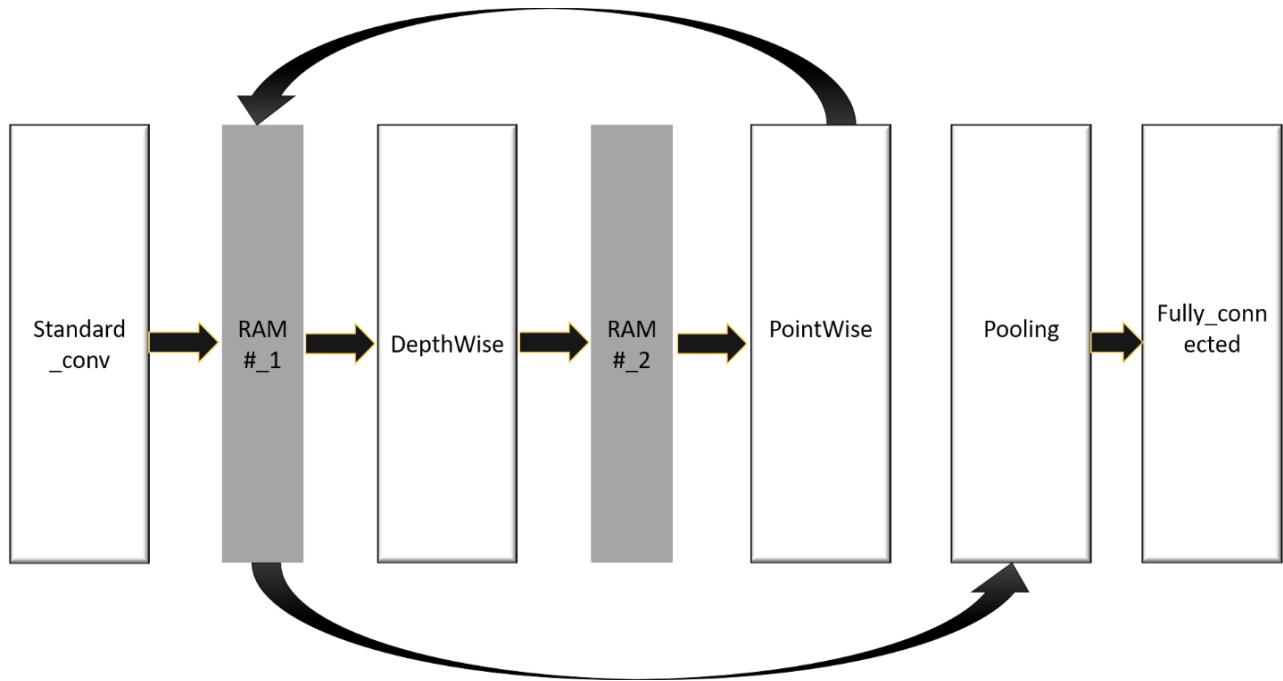 Standard
_conv
RAM
#_1
DepthWise
RAM
#_2
PointWise
Pooling
Fully_conn
ected